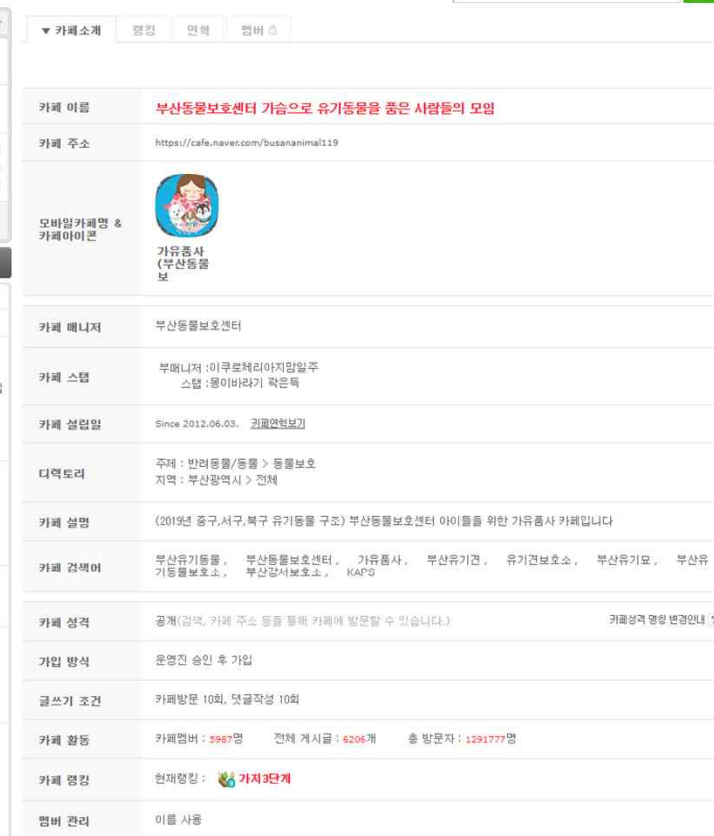 ▼ 카페소개 랭킹 연혁 멤버
카페 이름 부산동물보호센터 가슴으로 유기동물을 품은 사람들의 모임
카페 주소 https://cafe.naver.com/busananimal119
모바일카페명 &
카페아이콘
가유품사
(부산동물
보
카페 매니저 부산동물보호센터
카페 스탭 부매니저 :이쿠로체리아지맘일주
스탭 :몽이바라기 곽은득
카페 설립일 Since 2012.06.03. 카페연혁보기
디렉토리 주제 : 반려동물/동물 > 동물보호
지역 : 부산광역시 > 전체
카페 설명 (2019년 중구,서구,북구 유기동물 구조) 부산동물보호센터 아이들을 위한 가유품사 카페입니다
카페 검색어 부산유기동물 , 부산동물보호센터 , 가유품사 , 부산유기견 , 유기견보호소 , 부산유기묘 , 부산유
기동물보호소 , 부산강서보호소 , KAPS
카페 성격 공개(검색, 카페 주소 등을 통해 카페에 방문할 수 있습니다.) 카페성격 명칭 변경안내
가입 방식 운영진 승인 후 가입
글쓰기 조건 카페방문 10회, 댓글작성 10회
카페 활동 카페멤버 : 5987명 전체 게시글 : 6206개 총 방문자 : 1291777명
카페 랭킹 현재랭킹 : 가지3단계
멤버 관리 이름 사용